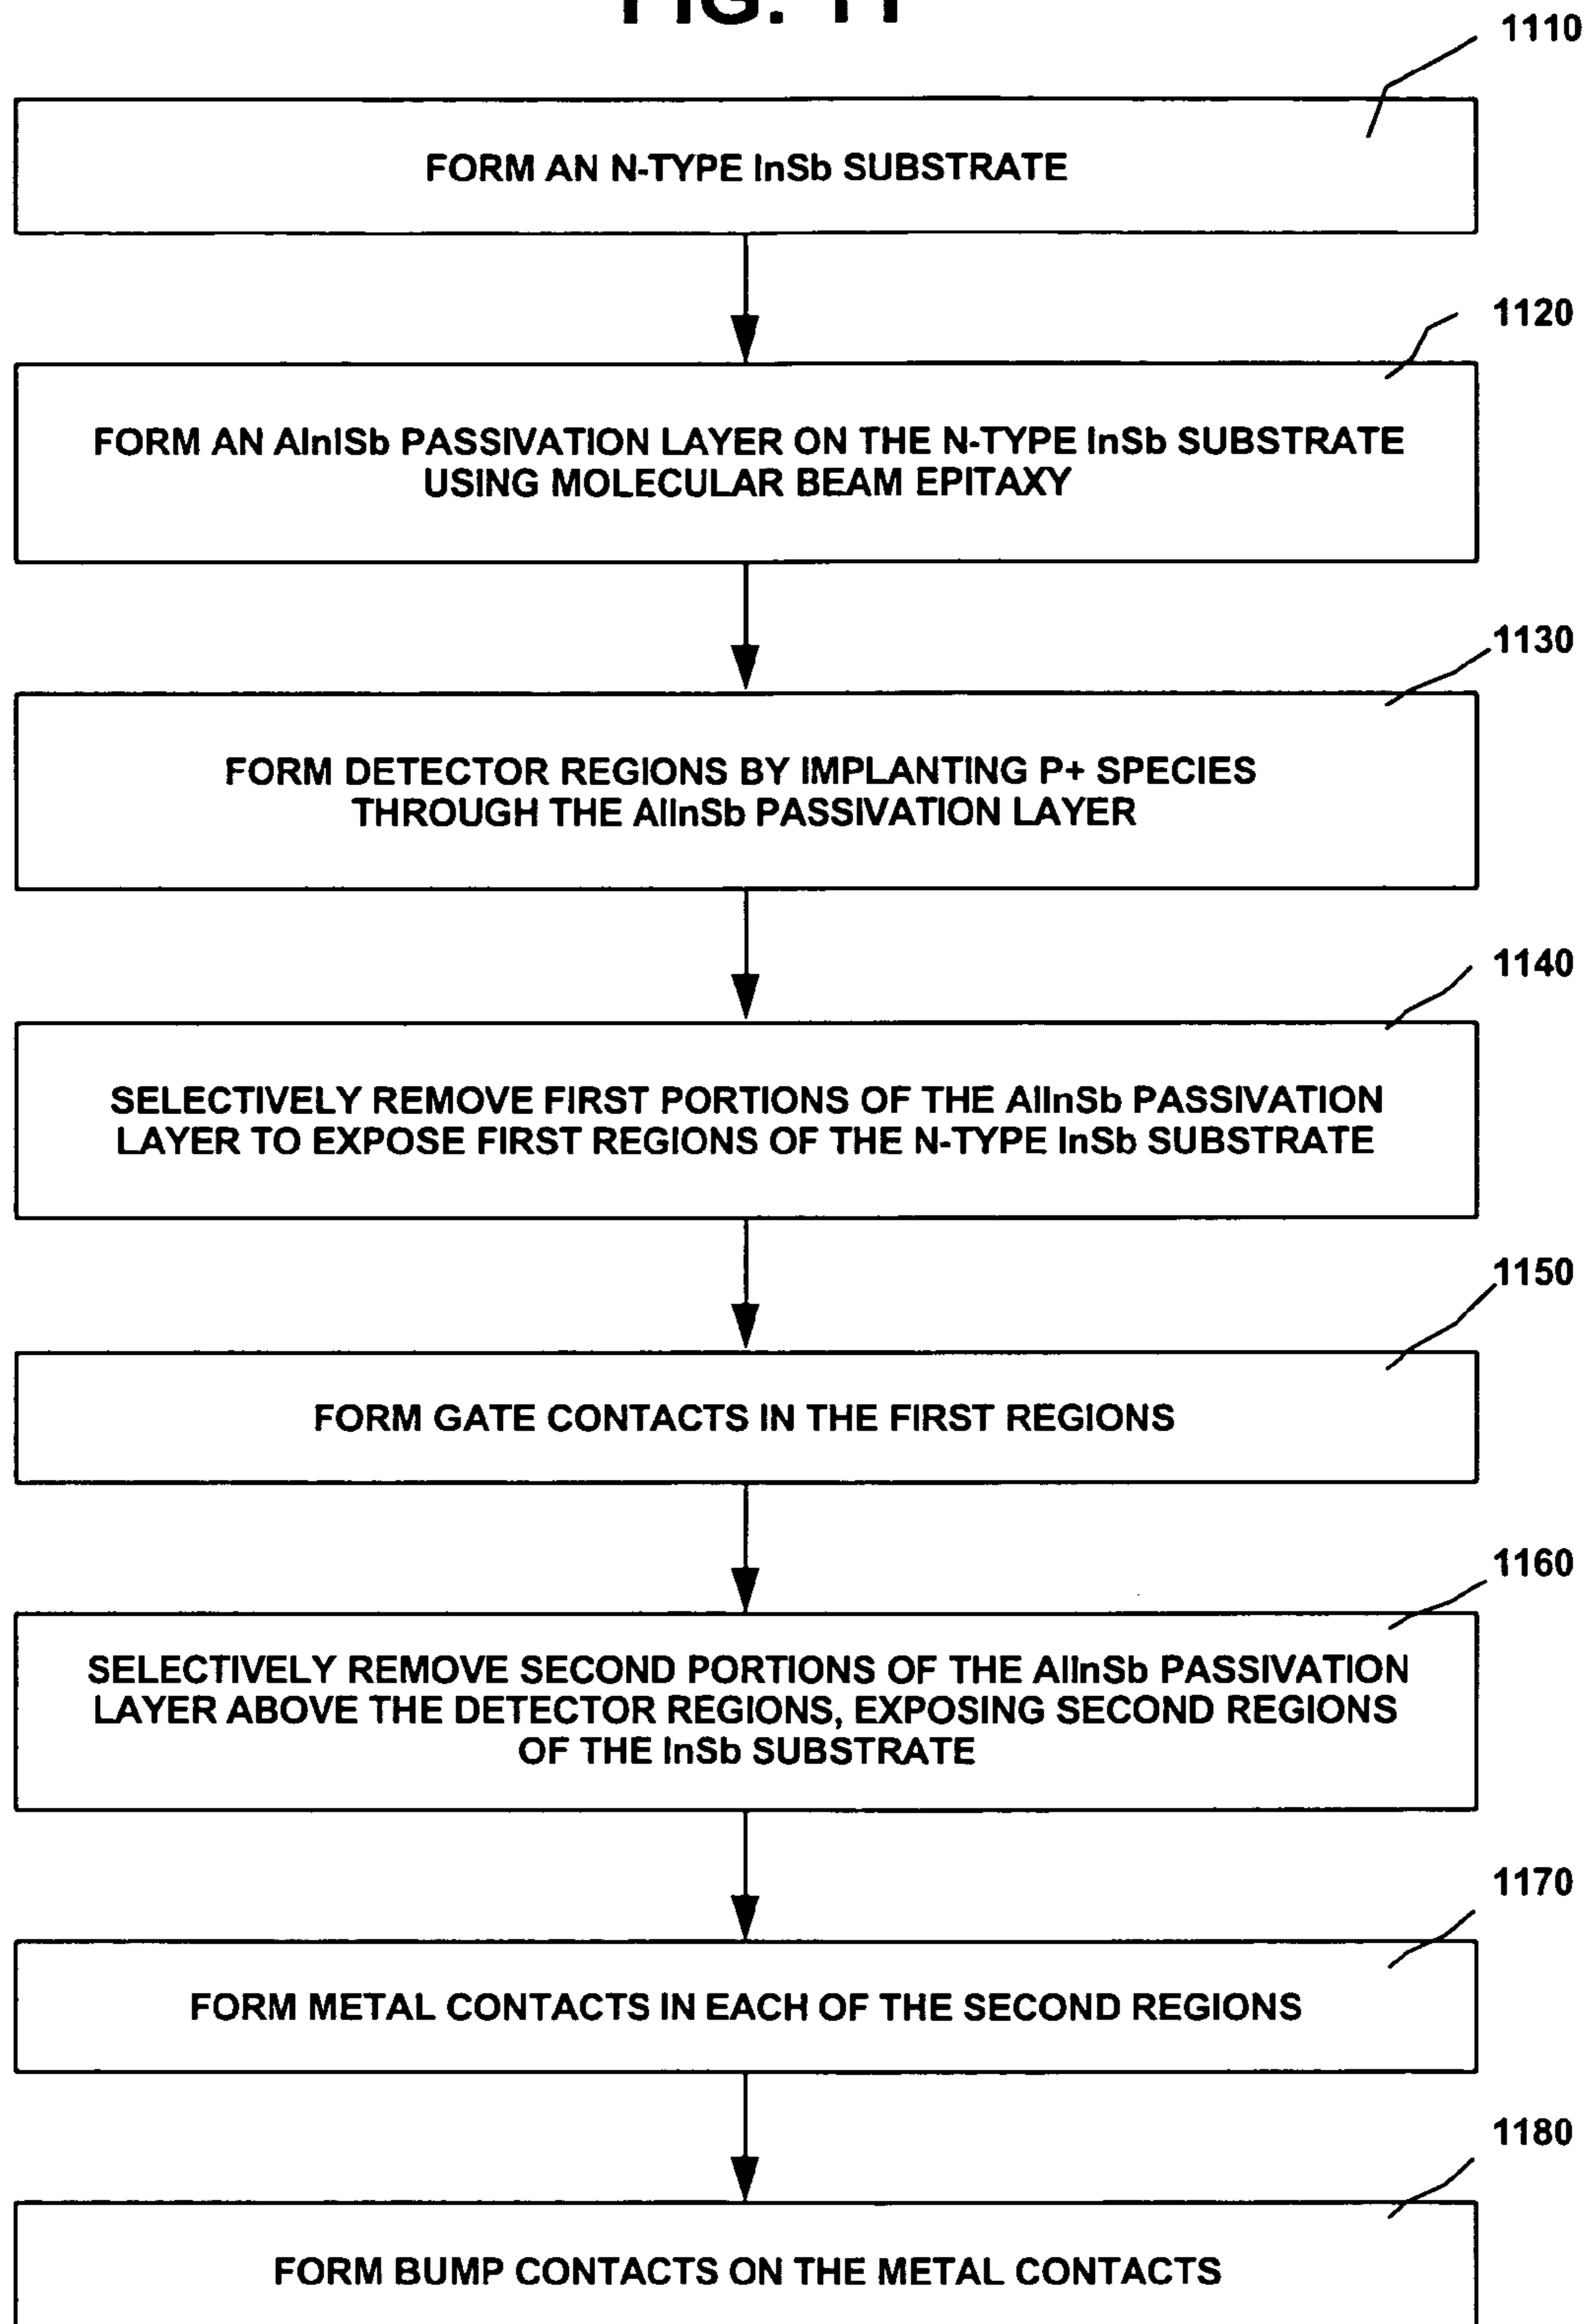 FIG. 11
1110
FORM AN N-TYPE InSb SUBSTRATE
1120
FORM AN AInlSb PASSIVATION LAYER ON THE N-TYPE InSb SUBSTRATE
USING MOLECULAR BEAM EPITAXY
1130
FORM DETECTOR REGIONS BY IMPLANTING P+ SPECIES
THROUGH THE AlInSb PASSIVATION LAYER
1140
SELECTIVELY REMOVE FIRST PORTIONS OF THE AlInSb PASSIVATION
LAYER TO EXPOSE FIRST REGIONS OF THE N-TYPE InSb SUBSTRATE
1150
FORM GATE CONTACTS IN THE FIRST REGIONS
1160
SELECTIVELY REMOVE SECOND PORTIONS OF THE AlInSb PASSIVATION
LAYER ABOVE THE DETECTOR REGIONS, EXPOSING SECOND REGIONS
OF THE InSb SUBSTRATE
1170
FORM METAL CONTACTS IN EACH OF THE SECOND REGIONS
1180
FORM BUMP CONTACTS ON THE METAL CONTACTS